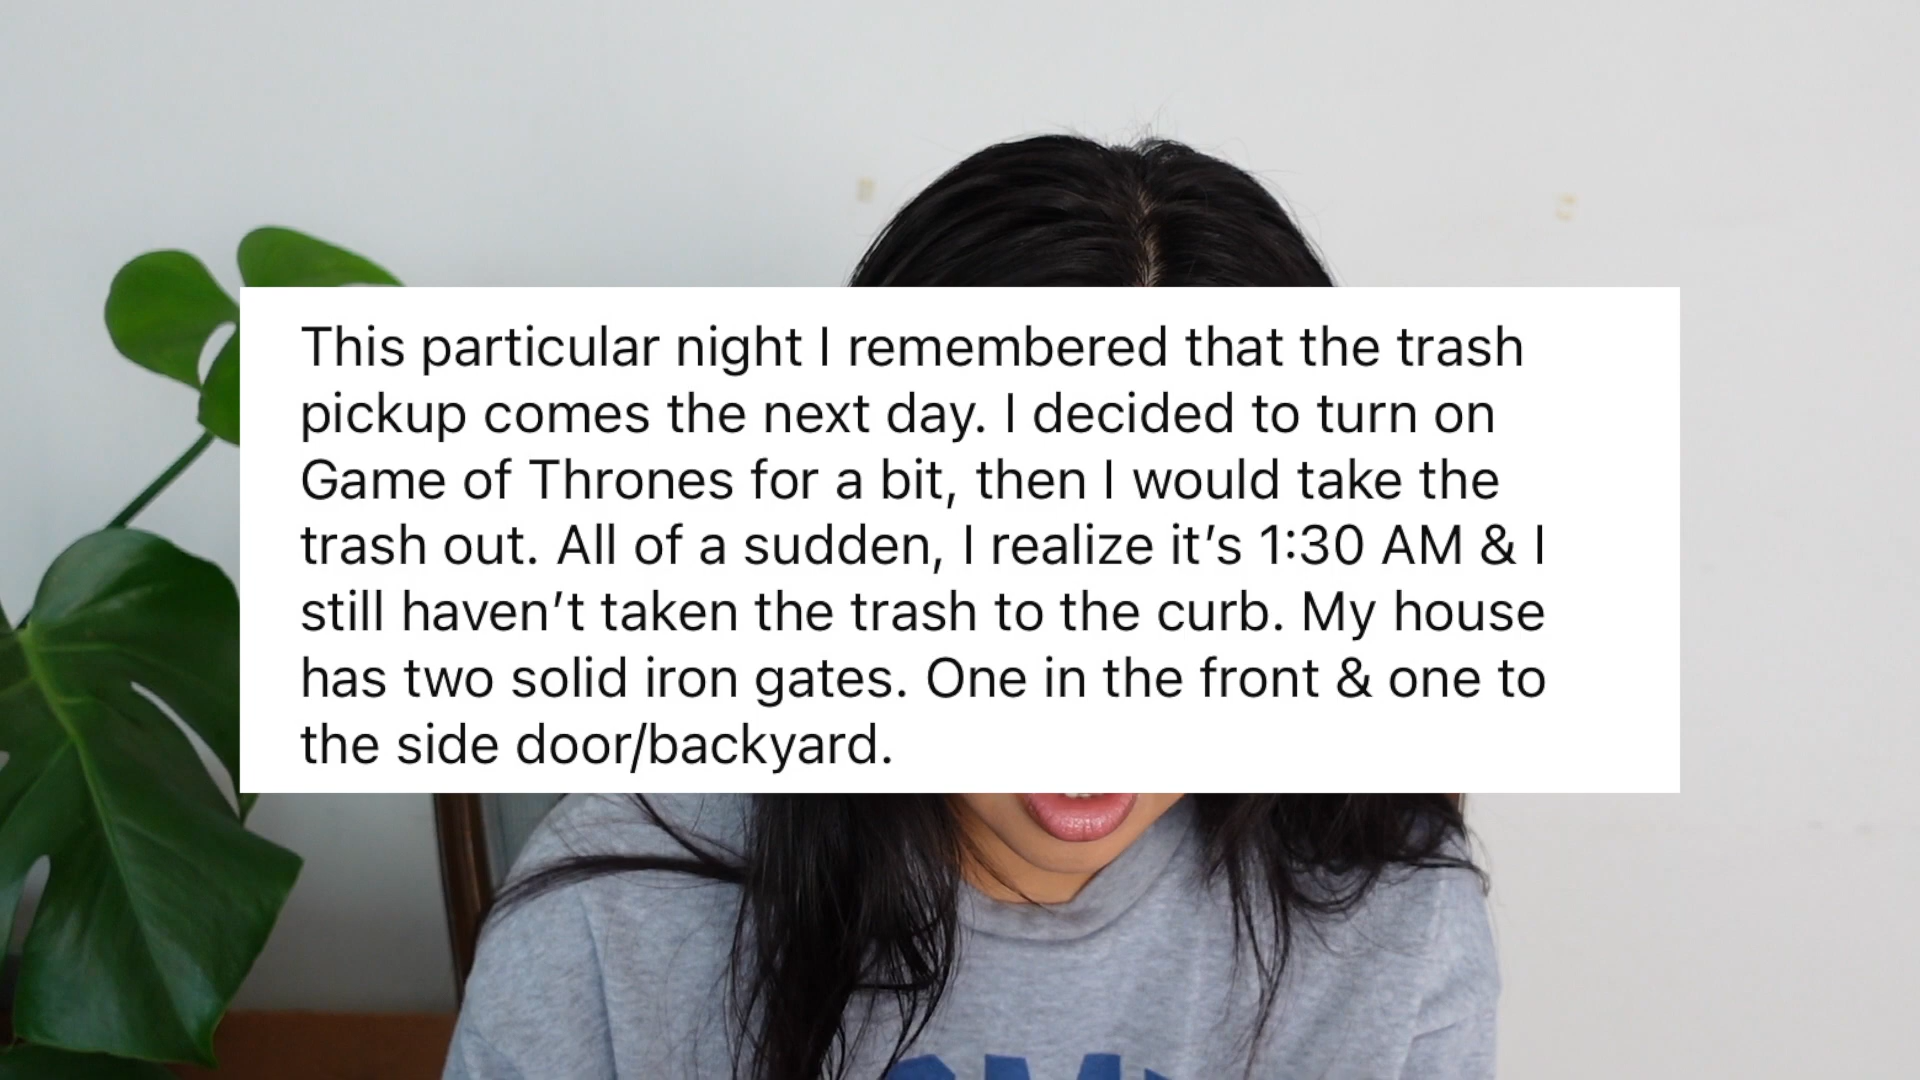 This particular night I remembered that the trash
pickup comes the next day. I decided to turn on
Game of Thrones for a bit, then I would take the
trash out. All of a sudden, I realize it’s 1:30 AM & I
still haven’t taken the trash to the curb. My house
has two solid iron gates. One in the front & one to
the side door/backyard.